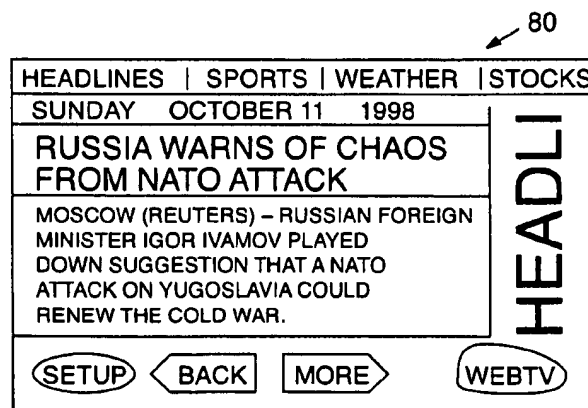 80
HEADLINES | SPORTS | WEATHER | STOCKS
SUNDAY OCTOBER 11 1998
RUSSIA WARNS OF CHAOS
FROM NATO ATTACK
MOSCOW (REUTERS) – RUSSIAN FOREIGN
MINISTER IGOR IVAMOV PLAYED
DOWN SUGGESTION THAT A NATO
ATTACK ON YUGOSLAVIA COULD
RENEW THE COLD WAR.
HEADLI
SETUP BACK MORE WEBTV